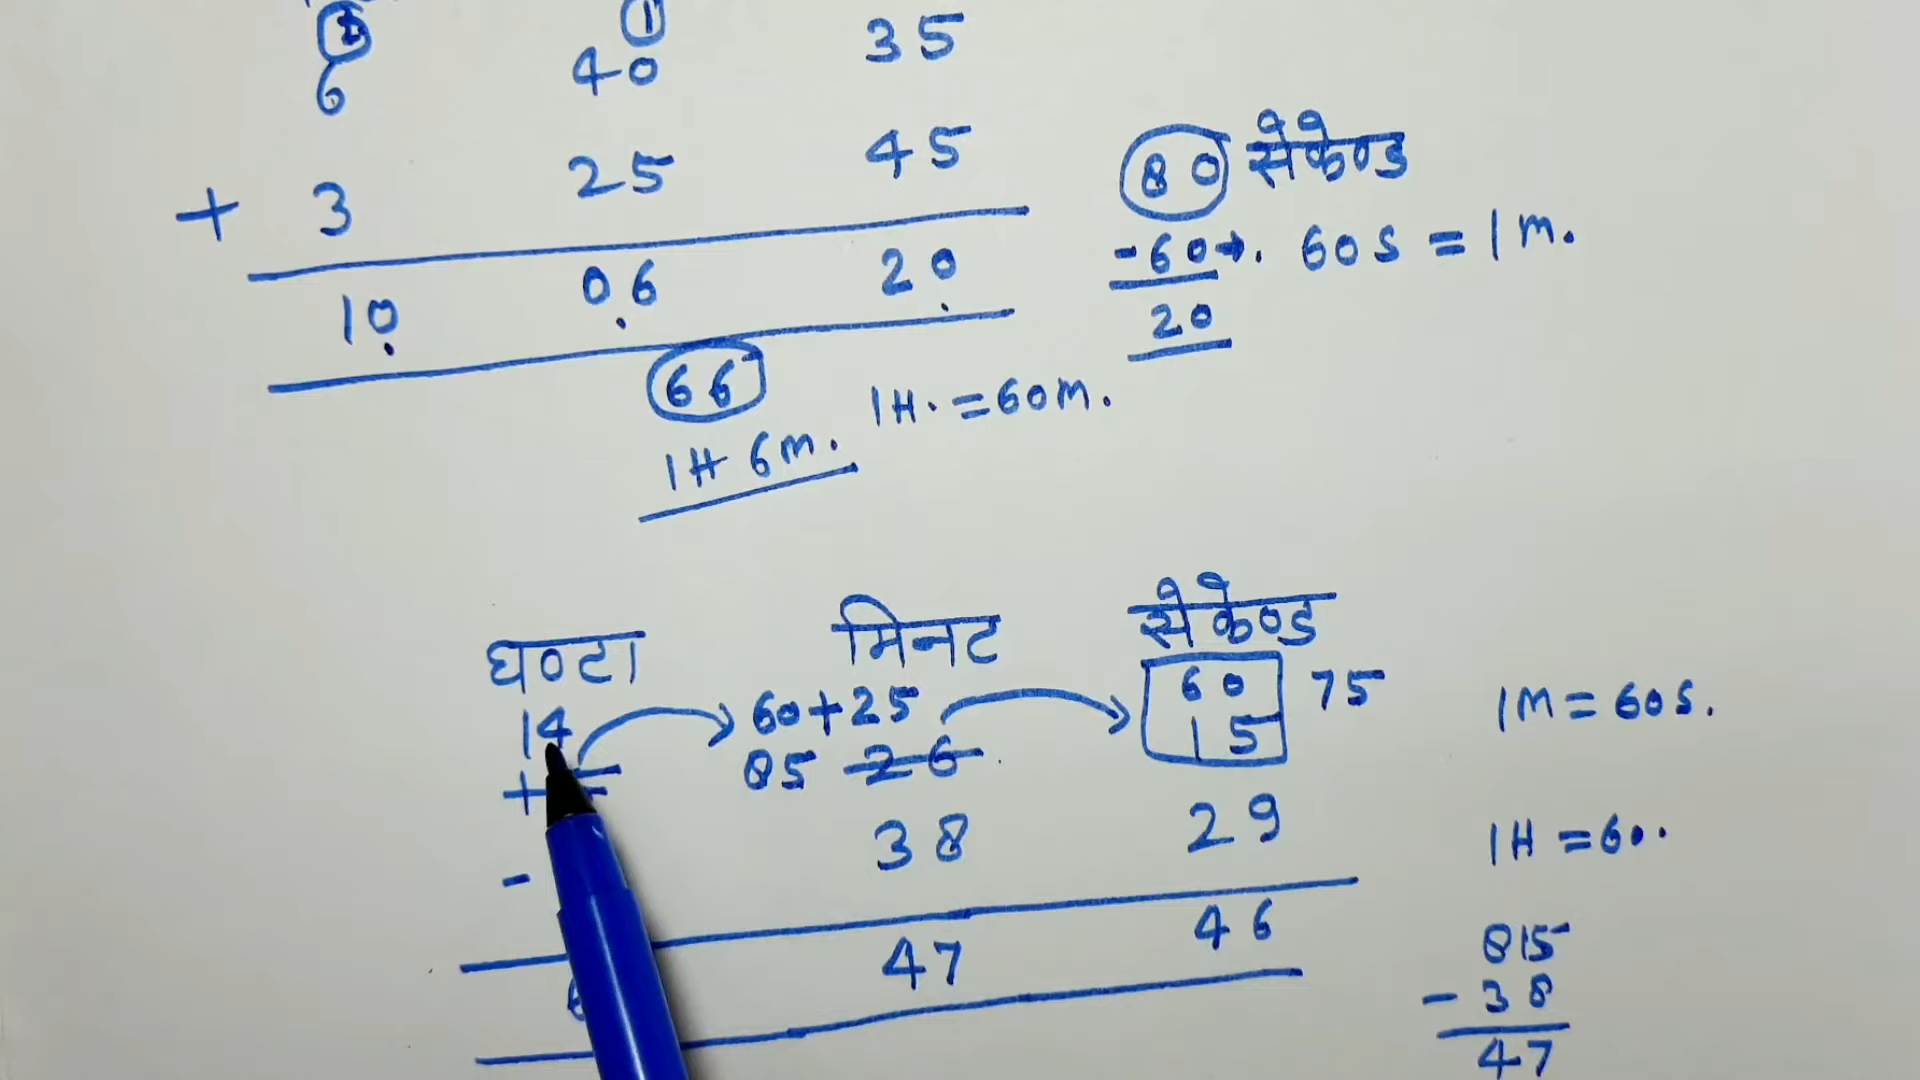 1
6 40 35
+ 3 25 45
10 06 20
80 सेकेण्ड
-60→. 60S = 1M.
20
66 1H. = 60M.
1H 6M.
घण्टा मिनट सेकेण्ड
14 60+25 60 75
85 26 15
- 38 29
47 46
1M = 60S.
1H = 60.
815
- 38
47